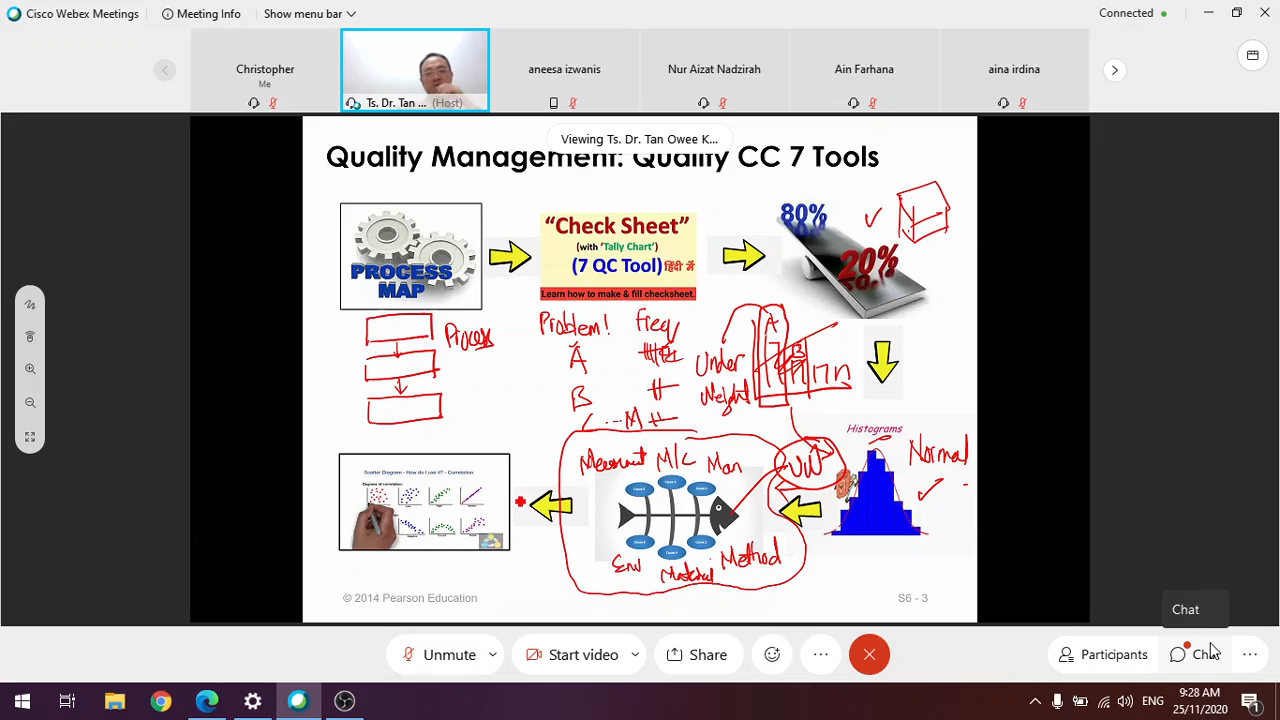 Cisco Webex Meetings
Meeting Info
Show menu bar
Connected
Christopher
Me
Ts. Dr. Tan ... (Host)
aneesa izwanis
Nur Aizat Nadzirah
Ain Farhana
aina irdina
Viewing Ts. Dr. Tan Owee K...
Quality Management: Quality CC 7 Tools
PROCESS
MAP
"Check Sheet"
(with 'Tally Chart')
(7 QC Tool) हिंदी में
Learn how to make & fill checksheet.
80%
20%
Process
Problem!
Freq
A
B
C ... M
Under
Weight
A
B
Histograms
Normal
Scatter Diagram - How do I use it? - Correlation
Degrees of correlation:
M/C
Man
UW
Env
Material
Method
© 2014 Pearson Education
S6 - 3
Chat
Unmute
Start video
Share
Participants
Chat
ENG
9:28 AM
25/11/2020